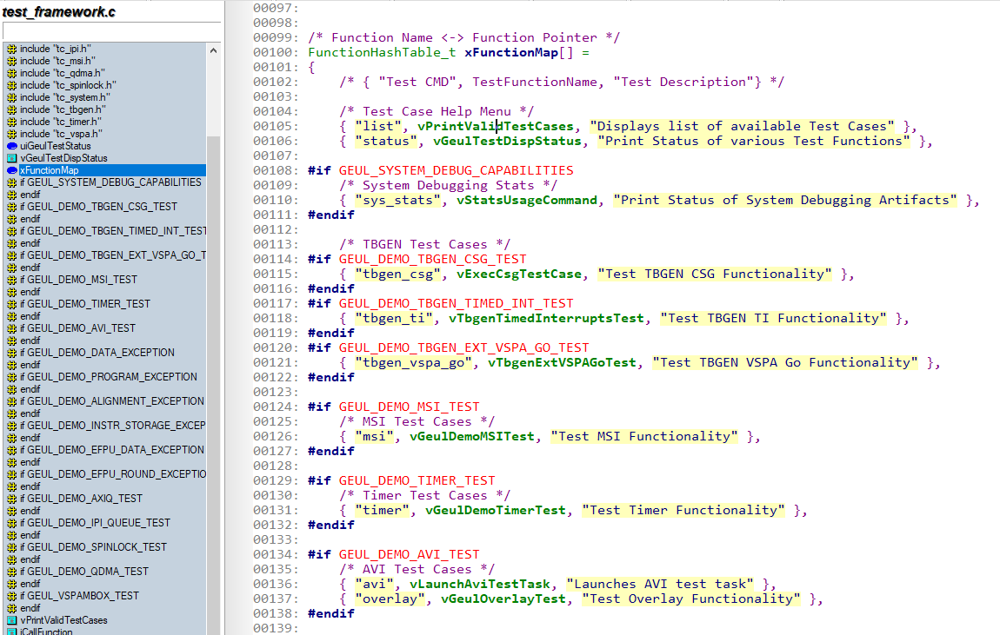 test_framework.c
include "tc_ipi.h"
include "tc_msi.h"
include "tc_qdma.h"
include "tc_spinlock.h"
include "tc_system.h"
include "tc_tbgen.h"
include "tc_timer.h"
include "tc_vspa.h"
uiGeulTestStatus
vGeulTestDispStatus
xFunctionMap
if GEUL_SYSTEM_DEBUG_CAPABILITIES
endif
if GEUL_DEMO_TBGEN_CSG_TEST
endif
if GEUL_DEMO_TBGEN_TIMED_INT_TEST
endif
if GEUL_DEMO_TBGEN_EXT_VSPA_GO_T
endif
if GEUL_DEMO_MSI_TEST
endif
if GEUL_DEMO_TIMER_TEST
endif
if GEUL_DEMO_AVI_TEST
endif
if GEUL_DEMO_DATA_EXCEPTION
endif
if GEUL_DEMO_PROGRAM_EXCEPTION
endif
if GEUL_DEMO_ALIGNMENT_EXCEPTION
endif
if GEUL_DEMO_INSTR_STORAGE_EXCEP
endif
if GEUL_DEMO_EFPU_DATA_EXCEPTION
endif
if GEUL_DEMO_EFPU_ROUND_EXCEPTIO
endif
if GEUL_DEMO_AXIQ_TEST
endif
if GEUL_DEMO_IPI_QUEUE_TEST
endif
if GEUL_DEMO_SPINLOCK_TEST
endif
if GEUL_DEMO_QDMA_TEST
endif
if GEUL_VSPAMBOX_TEST
endif
vPrintValidTestCases
iCallFunction
00097:
00098:
00099: /* Function Name <-> Function Pointer */
00100: FunctionHashTable_t xFunctionMap[] =
00101: {
00102:     /* { "Test CMD", TestFunctionName, "Test Description"} */
00103:
00104:     /* Test Case Help Menu */
00105:     { "list", vPrintValidTestCases, "Displays list of available Test Cases" },
00106:     { "status", vGeulTestDispStatus, "Print Status of various Test Functions" },
00107:
00108: #if GEUL_SYSTEM_DEBUG_CAPABILITIES
00109:     /* System Debugging Stats */
00110:     { "sys_stats", vStatsUsageCommand, "Print Status of System Debugging Artifacts" },
00111: #endif
00112:
00113:     /* TBGEN Test Cases */
00114: #if GEUL_DEMO_TBGEN_CSG_TEST
00115:     { "tbgen_csg", vExecCsgTestCase, "Test TBGEN CSG Functionality" },
00116: #endif
00117: #if GEUL_DEMO_TBGEN_TIMED_INT_TEST
00118:     { "tbgen_ti", vTbgenTimedInterruptsTest, "Test TBGEN TI Functionality" },
00119: #endif
00120: #if GEUL_DEMO_TBGEN_EXT_VSPA_GO_TEST
00121:     { "tbgen_vspa_go", vTbgenExtVSPAGoTest, "Test TBGEN VSPA Go Functionality" },
00122: #endif
00123:
00124: #if GEUL_DEMO_MSI_TEST
00125:     /* MSI Test Cases */
00126:     { "msi", vGeulDemoMSITest, "Test MSI Functionality" },
00127: #endif
00128:
00129: #if GEUL_DEMO_TIMER_TEST
00130:     /* Timer Test Cases */
00131:     { "timer", vGeulDemoTimerTest, "Test Timer Functionality" },
00132: #endif
00133:
00134: #if GEUL_DEMO_AVI_TEST
00135:     /* AVI Test Cases */
00136:     { "avi", vLaunchAviTestTask, "Launches AVI test task" },
00137:     { "overlay", vGeulOverlayTest, "Test Overlay Functionality" },
00138: #endif
00139: